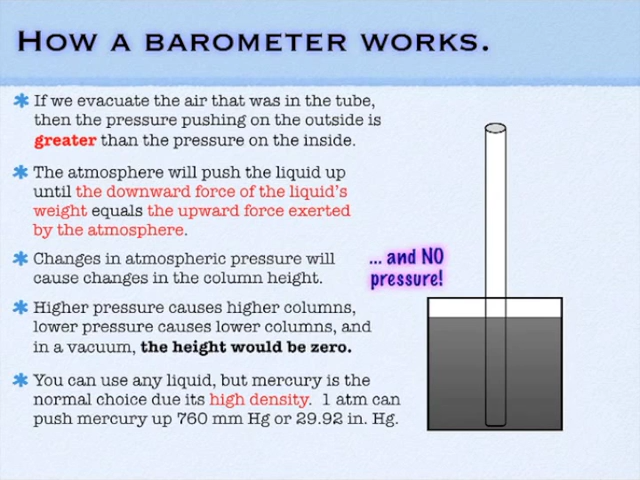 How a barometer works.
If we evacuate the air that was in the tube,
then the pressure pushing on the outside is
greater than the pressure on the inside.
The atmosphere will push the liquid up
until the downward force of the liquid's
weight equals the upward force exerted
by the atmosphere.
Changes in atmospheric pressure will
cause changes in the column height.
... and NO
pressure!
Higher pressure causes higher columns,
lower pressure causes lower columns, and
in a vacuum, the height would be zero.
You can use any liquid, but mercury is the
normal choice due its high density. 1 atm can
push mercury up 760 mm Hg or 29.92 in. Hg.